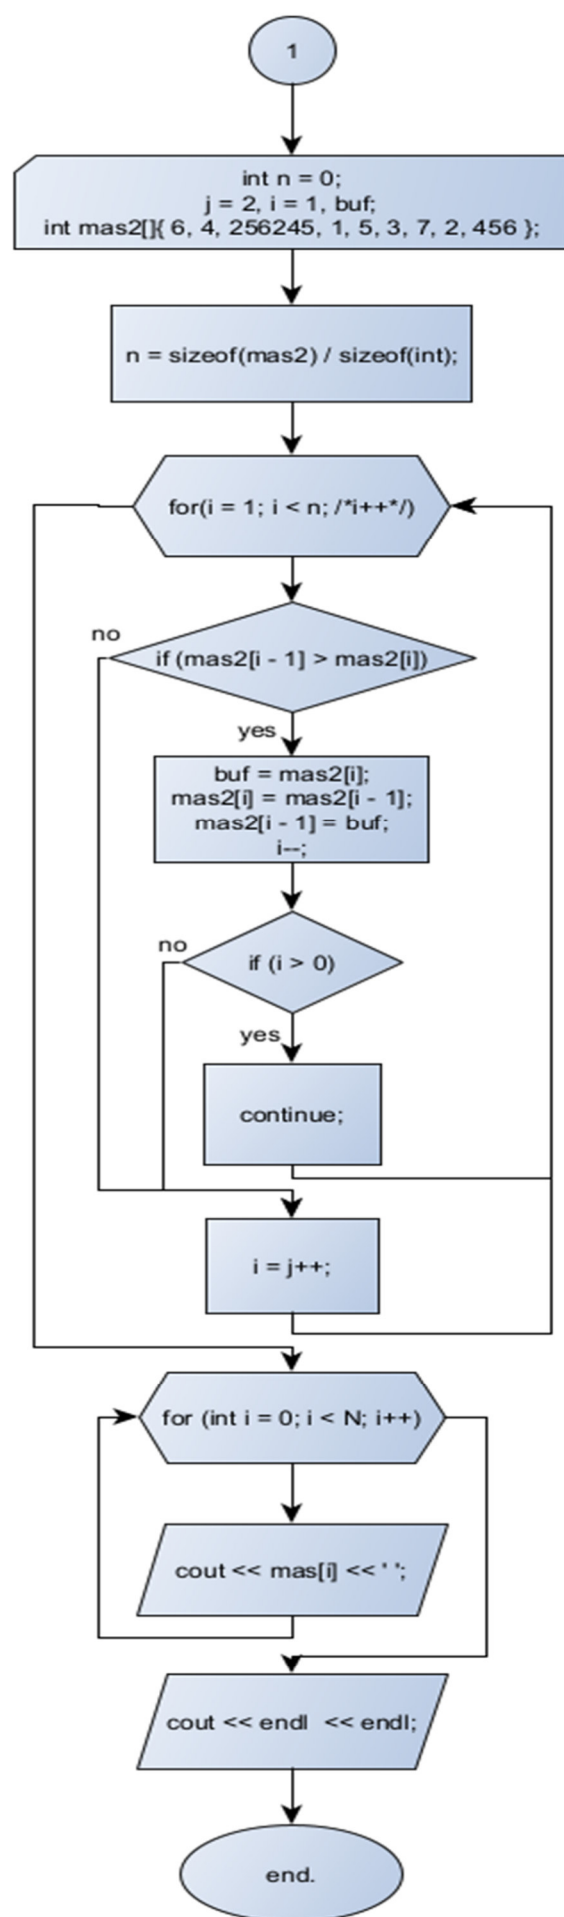 1
int n = 0;
j = 2, i = 1, buf;
int mas2[]{ 6, 4, 256245, 1, 5, 3, 7, 2, 456 };
n = sizeof(mas2) / sizeof(int);
for(i = 1; i < n; /*i++*/)
no
if (mas2[i - 1] > mas2[i])
yes
buf = mas2[i];
mas2[i] = mas2[i - 1];
mas2[i - 1] = buf;
i--;
no
if (i > 0)
yes
continue;
i = j++;
for (int i = 0; i < N; i++)
cout << mas[i] << ' ';
cout << endl << endl;
end.